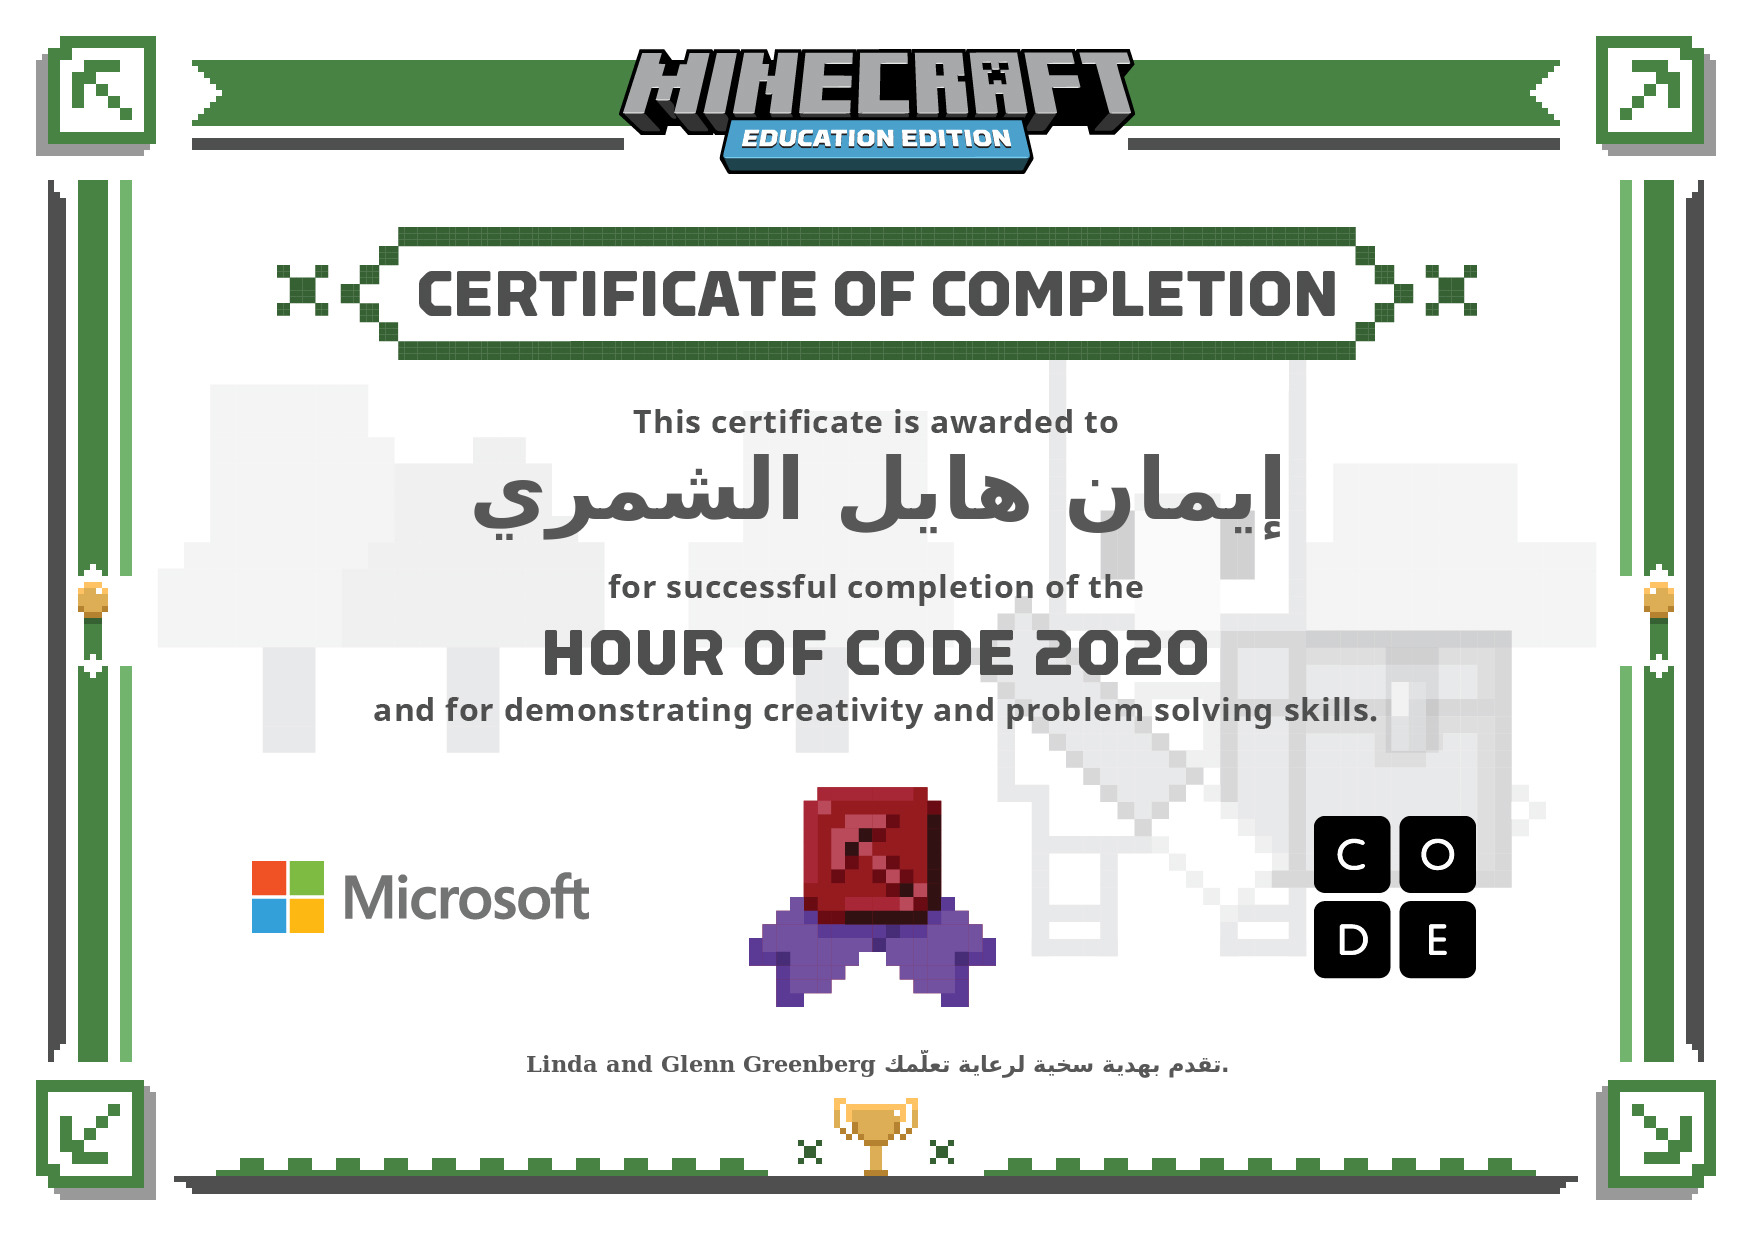 MINECRAFT
EDUCATION EDITION
CERTIFICATE OF COMPLETION
This certificate is awarded to
إيمان هايل الشمري
for successful completion of the
HOUR OF CODE 2020
and for demonstrating creativity and problem solving skills.
Microsoft
C O
D E
Linda and Glenn Greenberg تقدم بهدية سخية لرعاية تعلّمك.